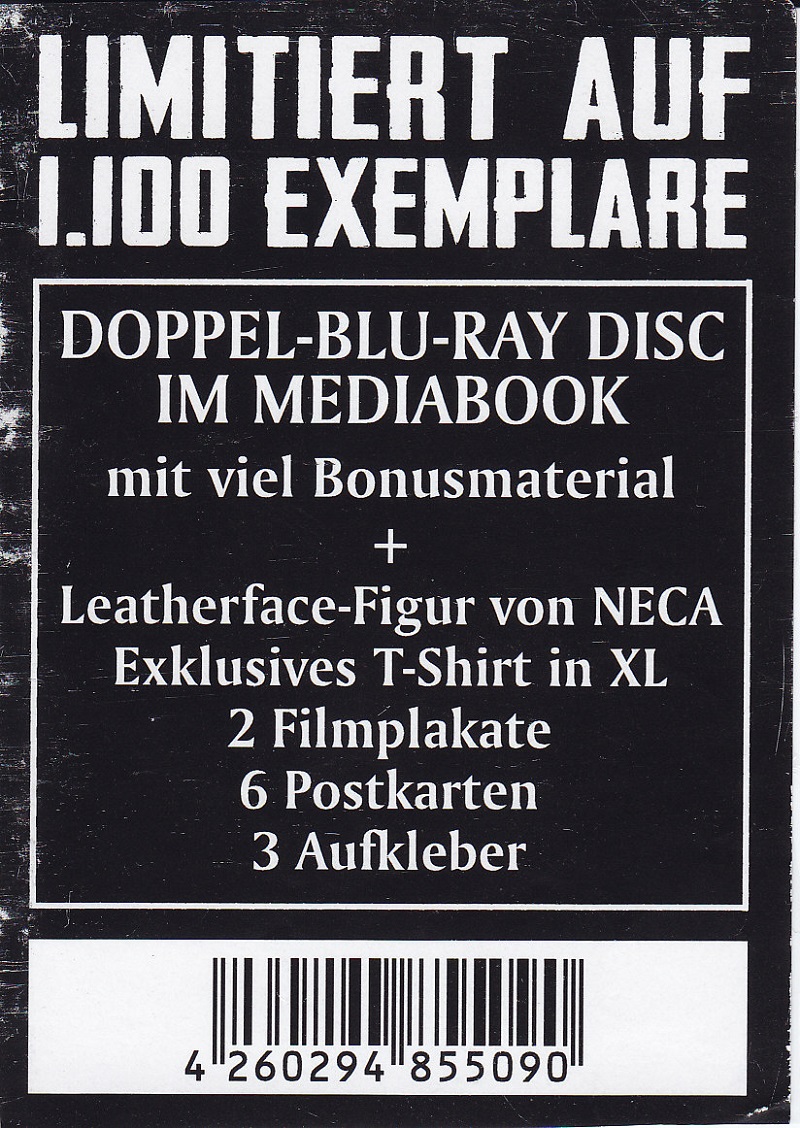 LIMITIERT AUF
1.100 EXEMPLARE
DOPPEL-BLU-RAY DISC
IM MEDIABOOK
mit viel Bonusmaterial
+
Leatherface-Figur von NECA
Exklusives T-Shirt in XL
2 Filmplakate
6 Postkarten
3 Aufkleber
4 260294 855090